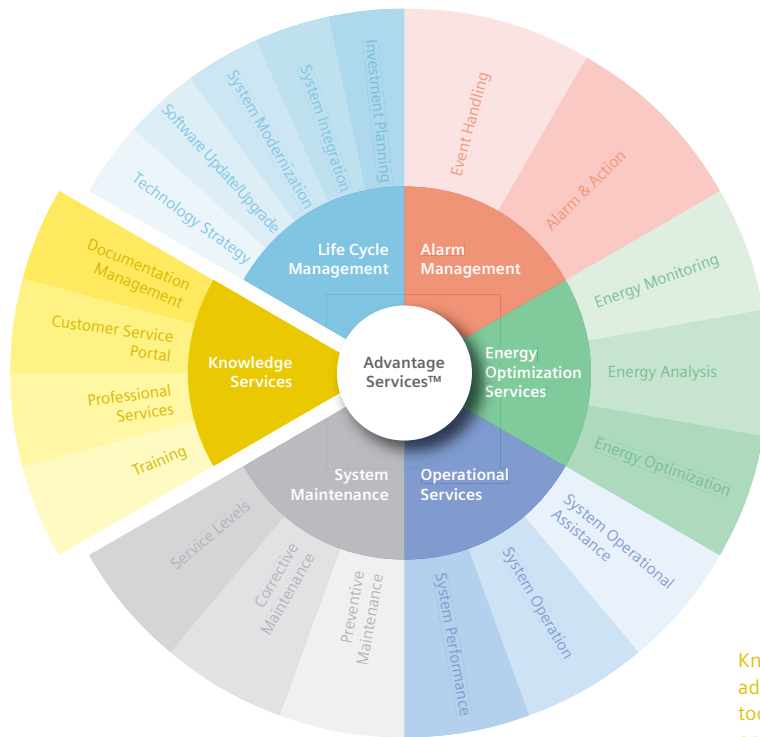 Investment Planning
System Integration
System Modernization
Software Update/Upgrade
Technology Strategy
Event Handling
Alarm & Action
Life Cycle
Management
Alarm
Management
Documentation
Management
Customer Service
Portal
Professional
Services
Training
Knowledge
Services
Advantage
Services™
Energy
Optimization
Services
Energy Monitoring
Energy Analysis
Energy Optimization
System
Maintenance
Operational
Services
Service Levels
Corrective
Maintenance
Preventive
Maintenance
System Performance
System Operation
System Operational
Assistance
Kn
ad
too